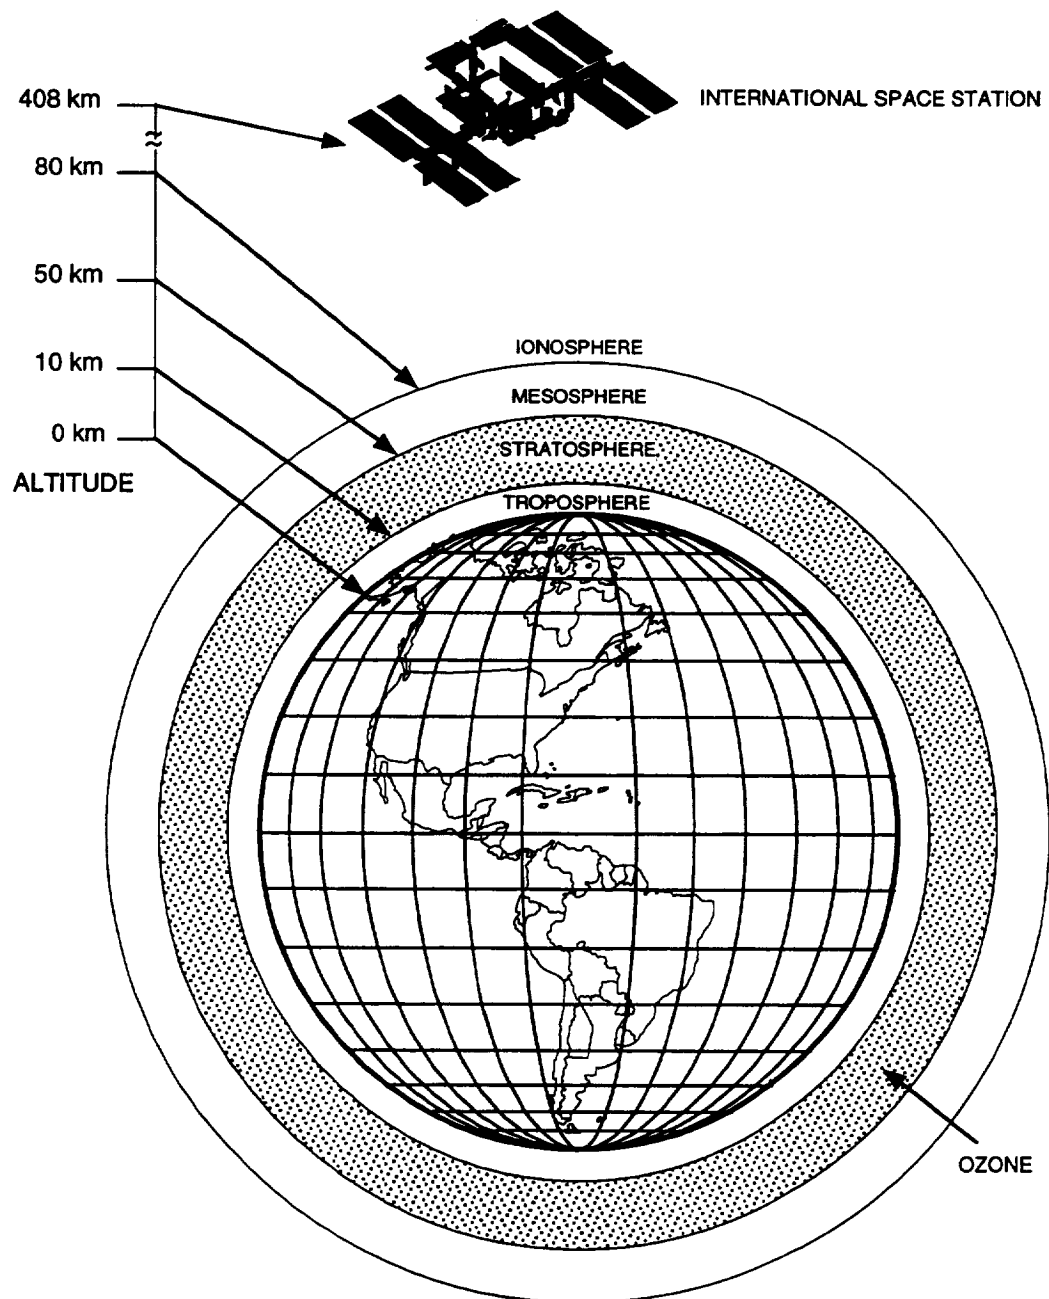 408 km
INTERNATIONAL SPACE STATION
80 km
50 km
10 km
0 km
ALTITUDE
IONOSPHERE
MESOSPHERE
STRATOSPHERE
TROPOSPHERE
OZONE